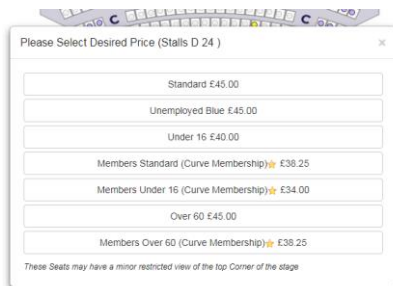 C
C
Please Select Desired Price (Stalls D 24 )
×
Standard £45.00
Unemployed Blue £45.00
Under 16 £40.00
Members Standard (Curve Membership)⭐ £38.25
Members Under 16 (Curve Membership)⭐ £34.00
Over 60 £45.00
Members Over 60 (Curve Membership)⭐ £38.25
These Seats may have a minor restricted view of the top Corner of the stage